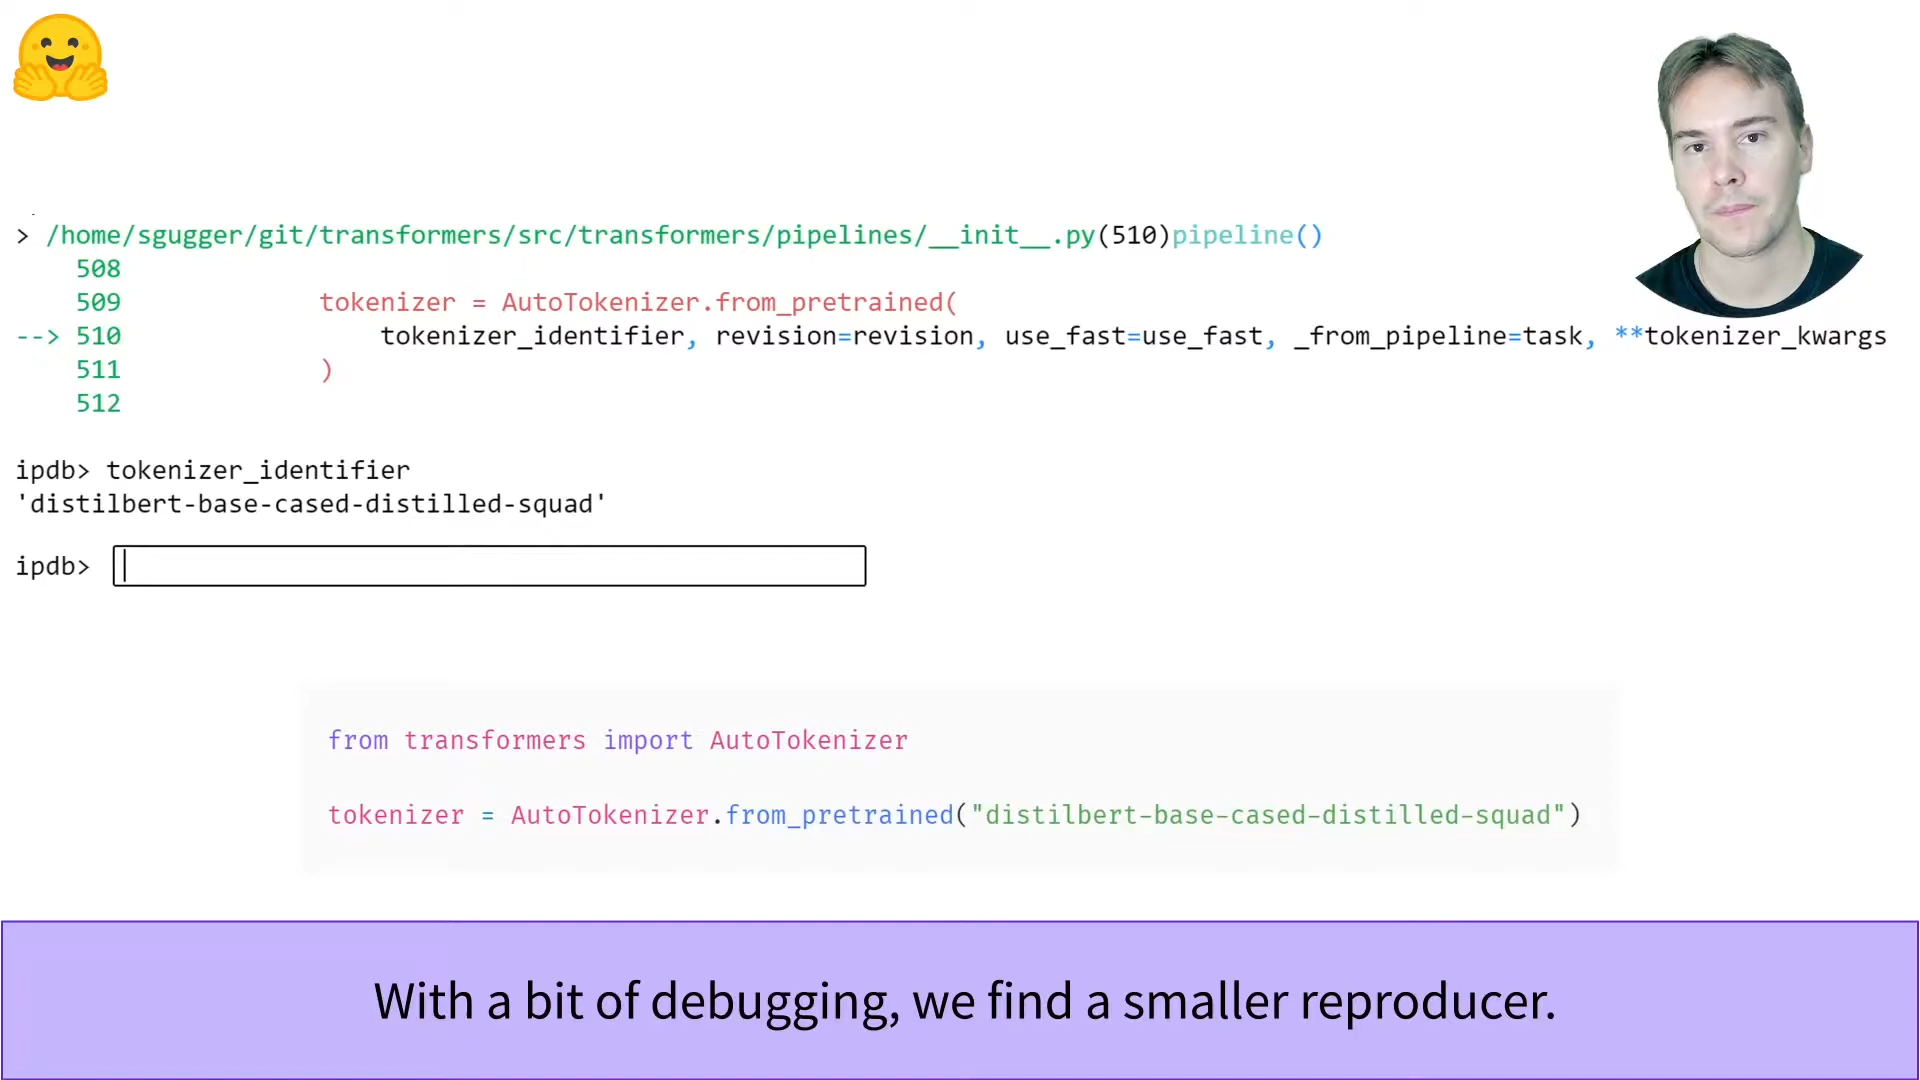 > /home/sgugger/git/transformers/src/transformers/pipelines/__init__.py(510)pipeline()
508
509 tokenizer = AutoTokenizer.from_pretrained(
--> 510 tokenizer_identifier, revision=revision, use_fast=use_fast, _from_pipeline=task, **tokenizer_kwargs
511 )
512
ipdb> tokenizer_identifier
'distilbert-base-cased-distilled-squad'
ipdb>
from transformers import AutoTokenizer
tokenizer = AutoTokenizer.from_pretrained("distilbert-base-cased-distilled-squad")
With a bit of debugging, we find a smaller reproducer.